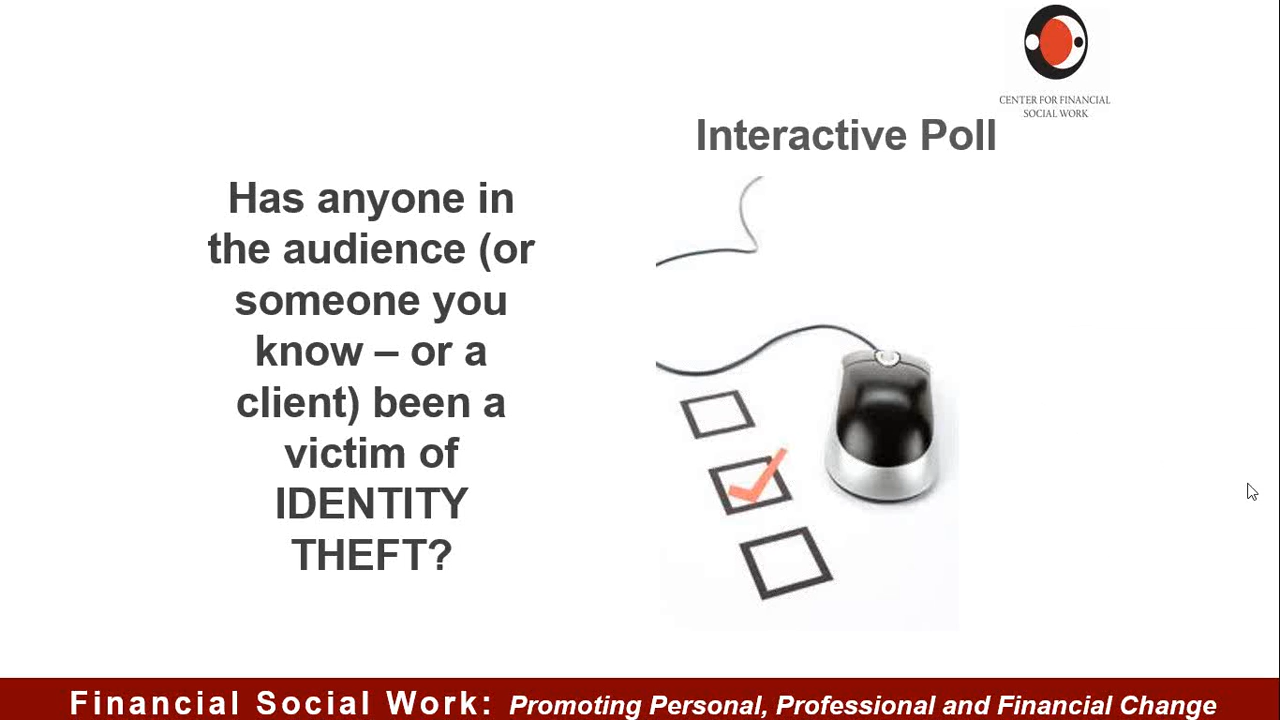 CENTER FOR FINANCIAL
SOCIAL WORK
Interactive Poll
Has anyone in
the audience (or
someone you
know – or a
client) been a
victim of
IDENTITY
THEFT?
Financial Social Work: Promoting Personal, Professional and Financial Change